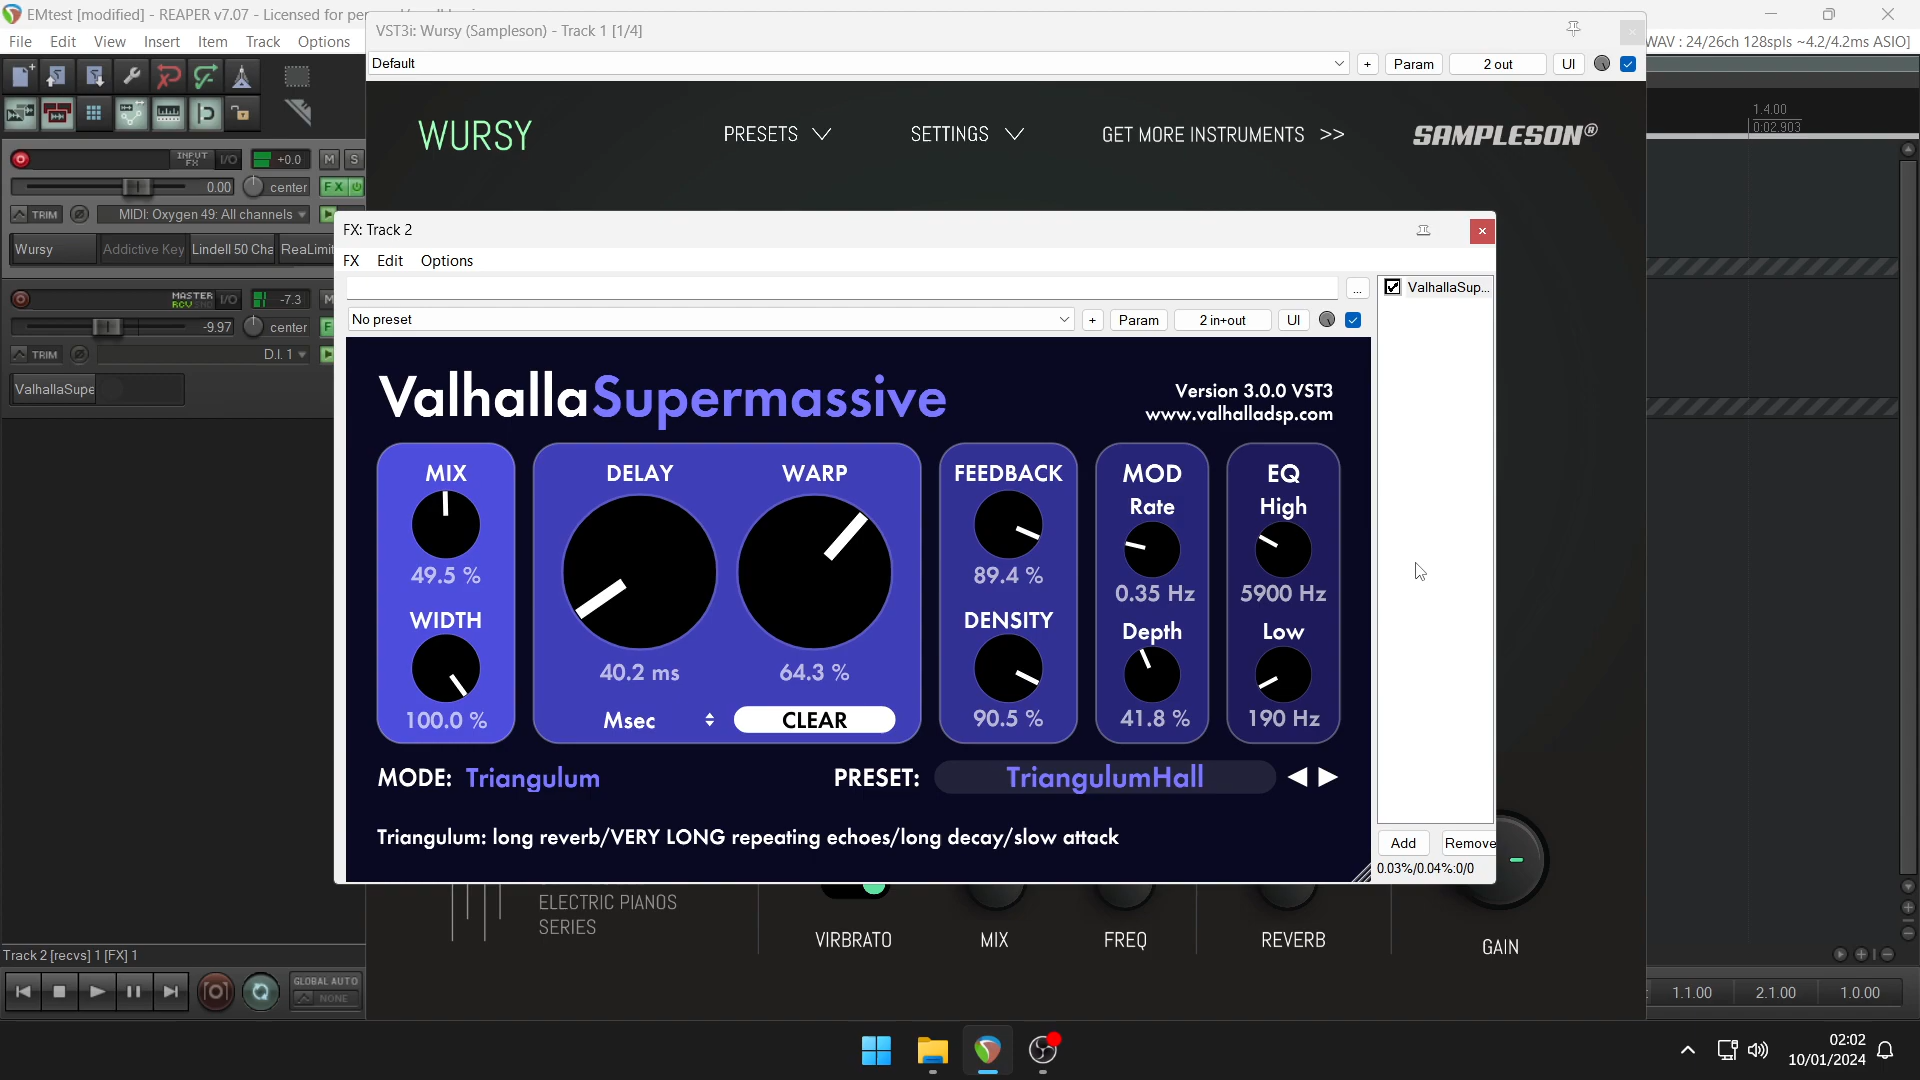 EMtest [modified] - REAPER v7.07 - Licensed for
File Edit View Insert Item Track Options
WAV : 24/26ch 128spls ~4.2/4.2ms ASIO]
VST3i: Wursy (Sampleson) - Track 1 [1/4]
Default + Param 2 out UI
WURSY PRESETS SETTINGS GET MORE INSTRUMENTS >> SAMPLESON®
1.4.00
0:02.903
INPUT FX I/O +0.0 M S
0.00 center FX
TRIM MIDI: Oxygen 49: All channels
Wursy Addictive Key Lindell 50 Cha ReaLimit
MASTER I/O -7.3 M
RCV SND
-9.97 center F
TRIM D.I. 1
ValhallaSupe
FX: Track 2
FX Edit Options
...
No preset + Param 2 in+out UI
ValhallaSup...
ValhallaSupermassive
Version 3.0.0 VST3
www.valhalladsp.com
MIX DELAY WARP FEEDBACK MOD EQ
Rate High
49.5 % 89.4 % 0.35 Hz 5900 Hz
WIDTH DENSITY Depth Low
40.2 ms 64.3 %
100.0 % Msec CLEAR 90.5 % 41.8 % 190 Hz
MODE: Triangulum PRESET: TriangulumHall
Triangulum: long reverb/VERY LONG repeating echoes/long decay/slow attack
Add Remove
0.03%/0.04%:0/0
ELECTRIC PIANOS
SERIES
VIRBRATO MIX FREQ REVERB GAIN
Track 2 [recvs] 1 [FX] 1
GLOBAL AUTO
NONE
1.1.00 2.1.00 1.0.00
02:02
10/01/2024